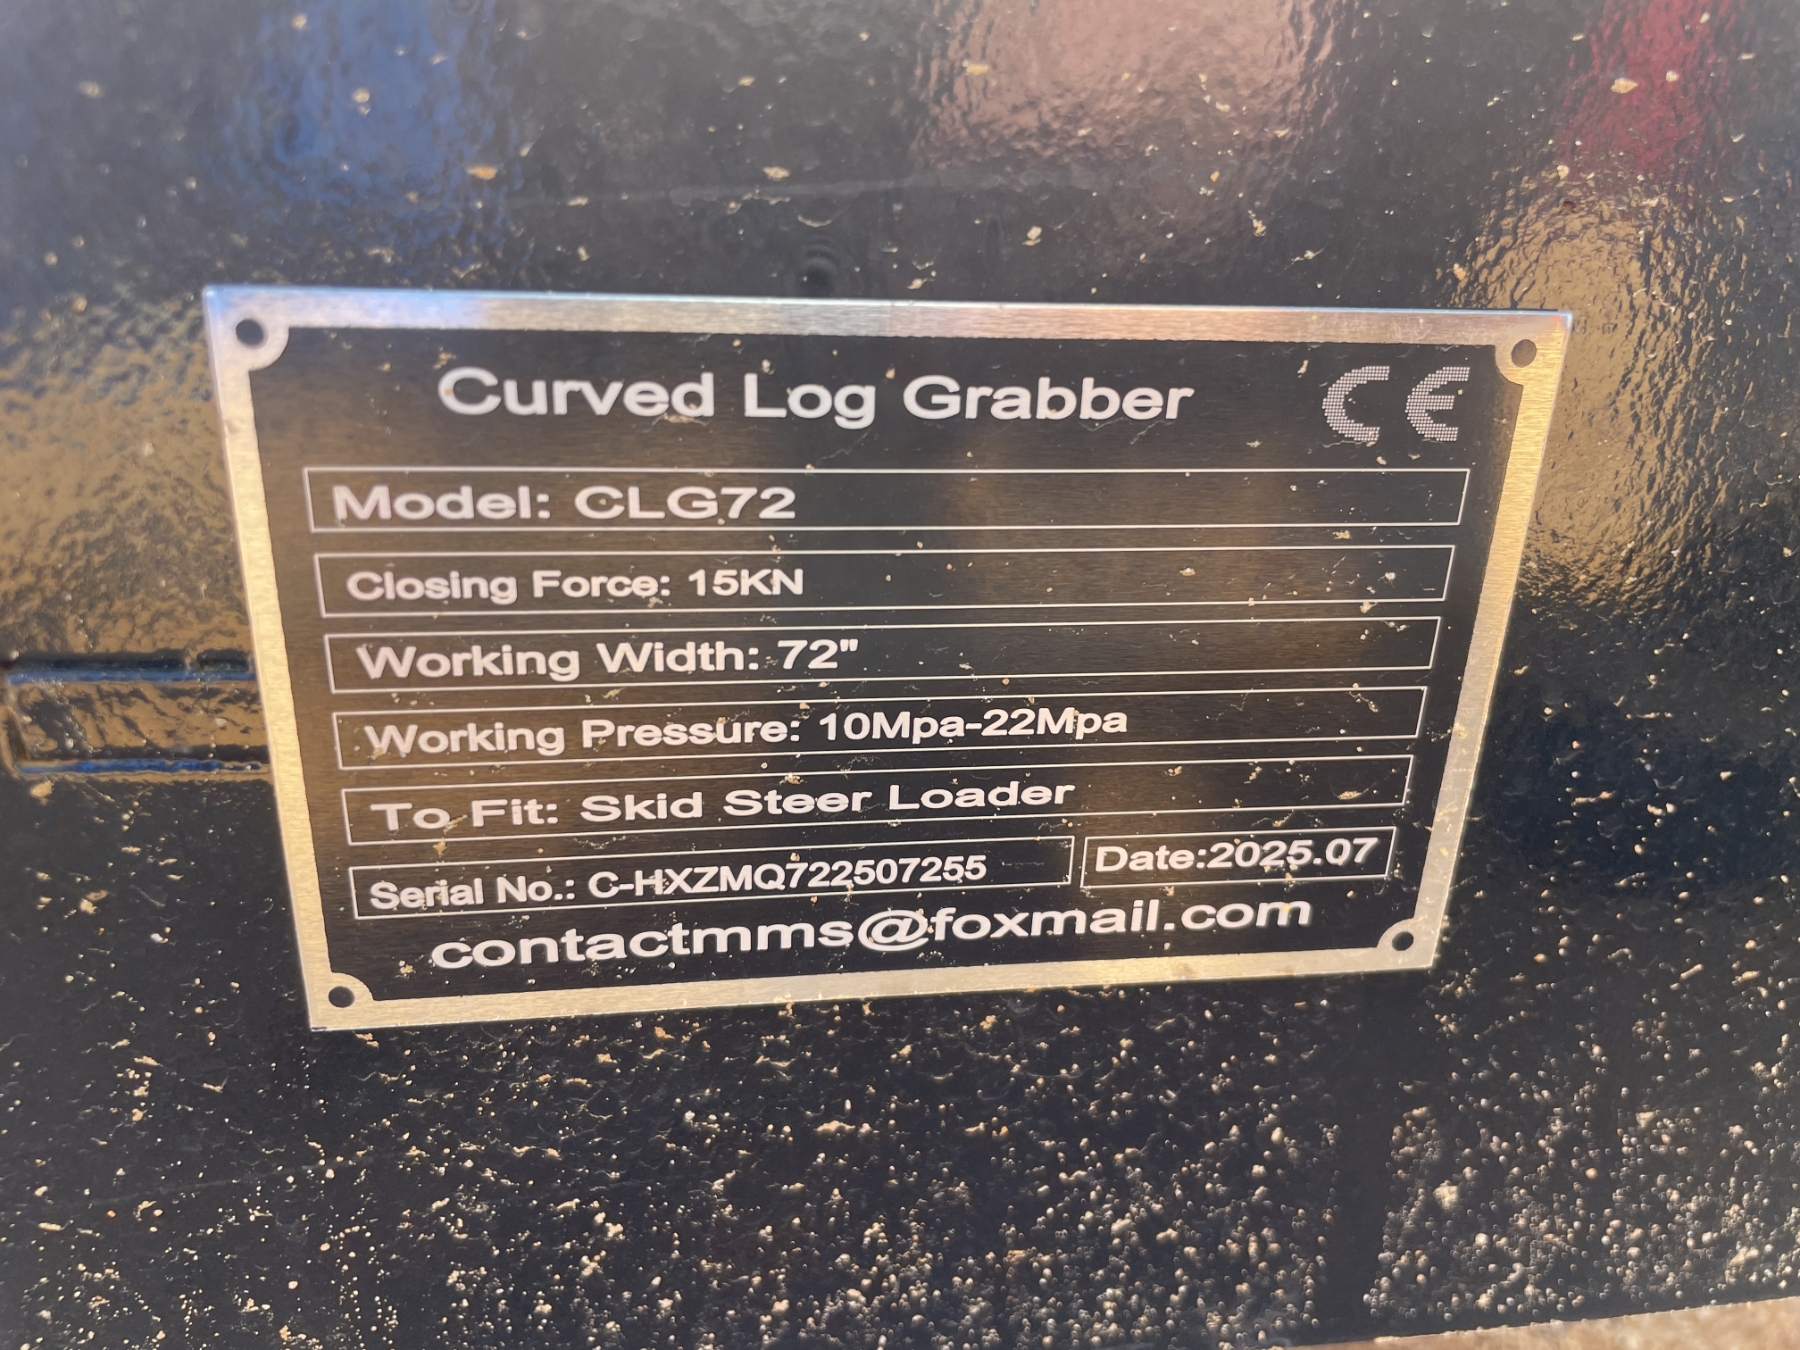 Curved Log Grabber CE
Model: CLG72
Closing Force: 15KN
Working Width: 72"
Working Pressure: 10Mpa-22Mpa
To Fit: Skid Steer Loader
Serial No.: C-HXZMQ722507255 Date:2025.07
contactmms@foxmail.com